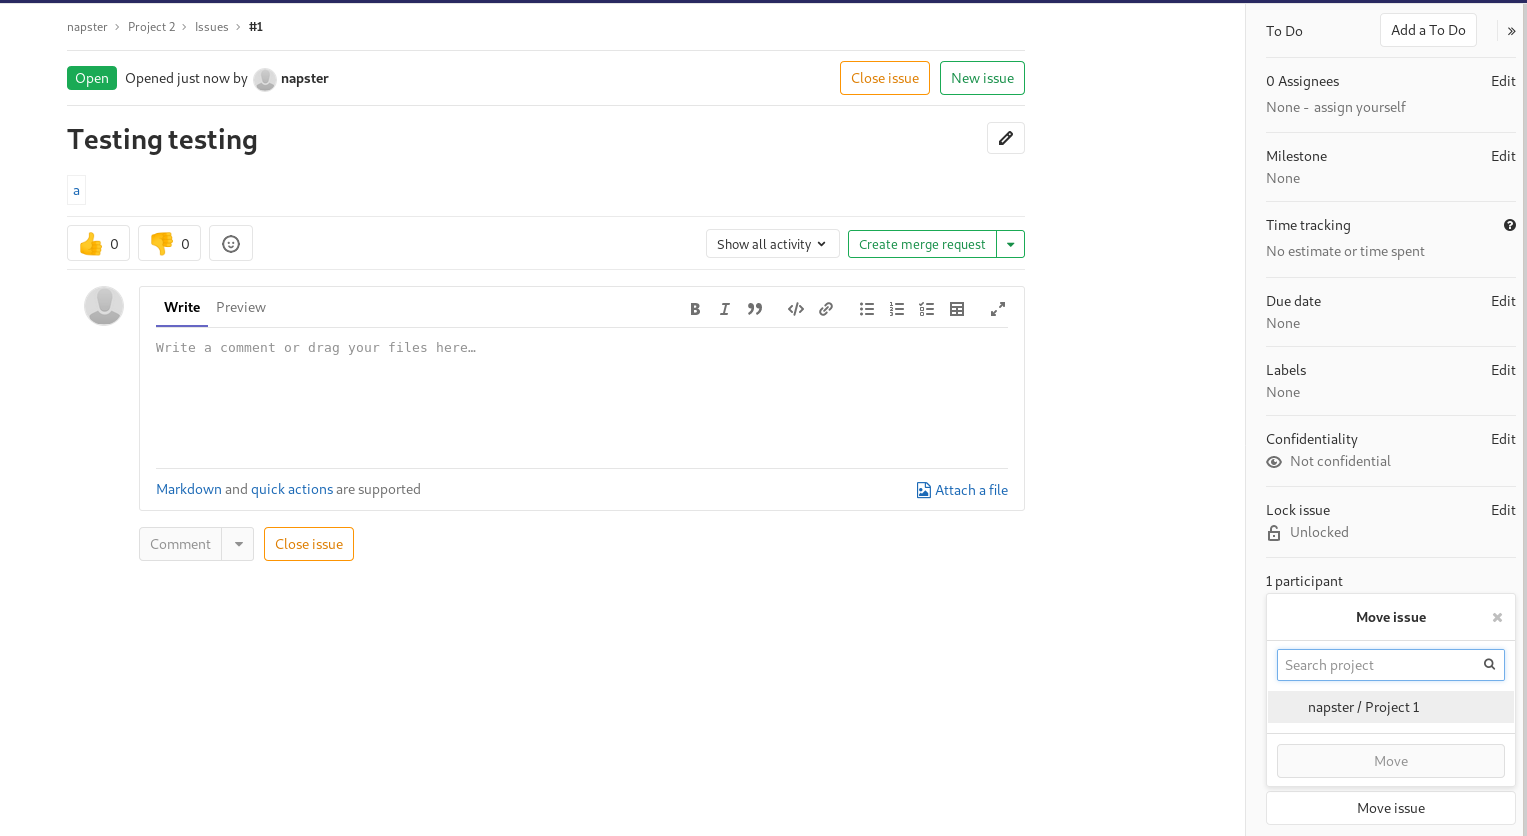 napster > Project 2 > Issues > #1
Open Opened just now by napster
Close issue New issue
Testing testing
a
👍 0 👎 0
Show all activity Create merge request
Write Preview
Write a comment or drag your files here…
Markdown and quick actions are supported
Attach a file
Comment Close issue
To Do Add a To Do »
0 Assignees Edit
None - assign yourself
Milestone Edit
None
Time tracking
No estimate or time spent
Due date Edit
None
Labels Edit
None
Confidentiality Edit
Not confidential
Lock issue Edit
Unlocked
1 participant
Move issue
Search project
napster / Project 1
Move
Move issue